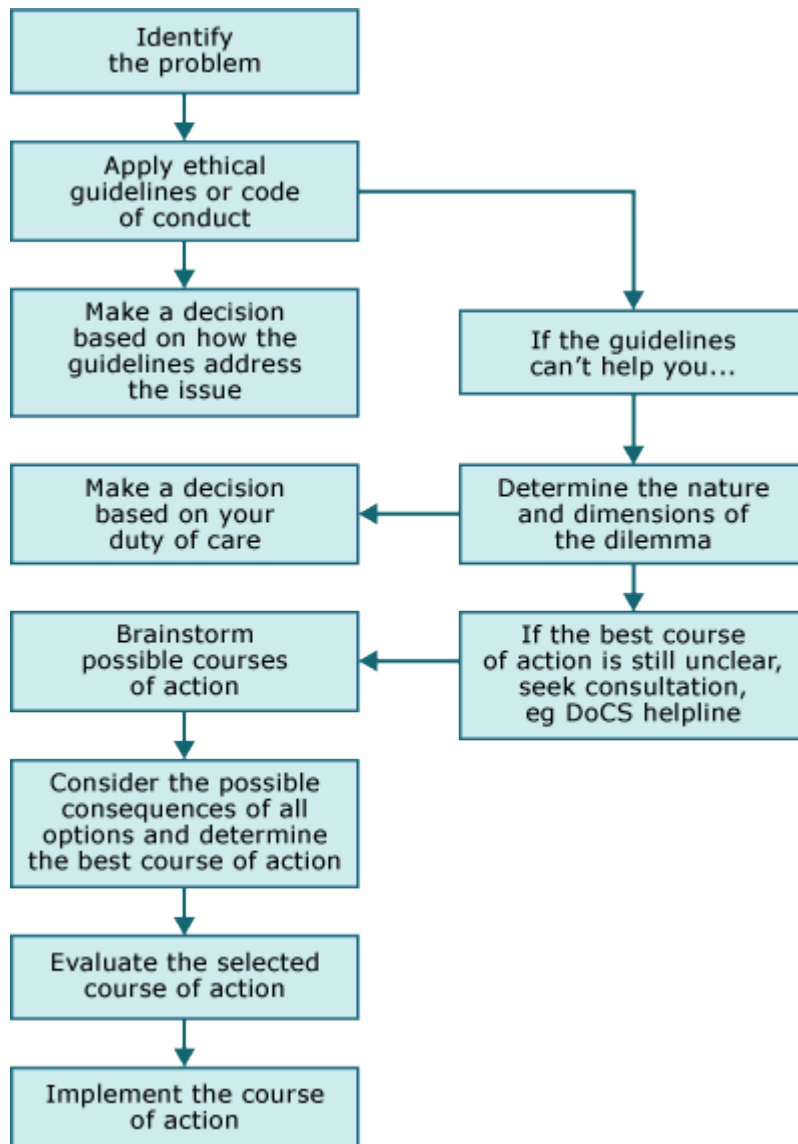 Identify
the problem
Apply ethical
guidelines or code
of conduct
Make a decision
based on how the
guidelines address
the issue
If the guidelines
can't help you...
Determine the nature
and dimensions of
the dilemma
Make a decision
based on your
duty of care
If the best course
of action is still unclear,
seek consultation,
eg DoCS helpline
Brainstorm
possible courses
of action
Consider the possible
consequences of all
options and determine
the best course of action
Evaluate the selected
course of action
Implement the course
of action